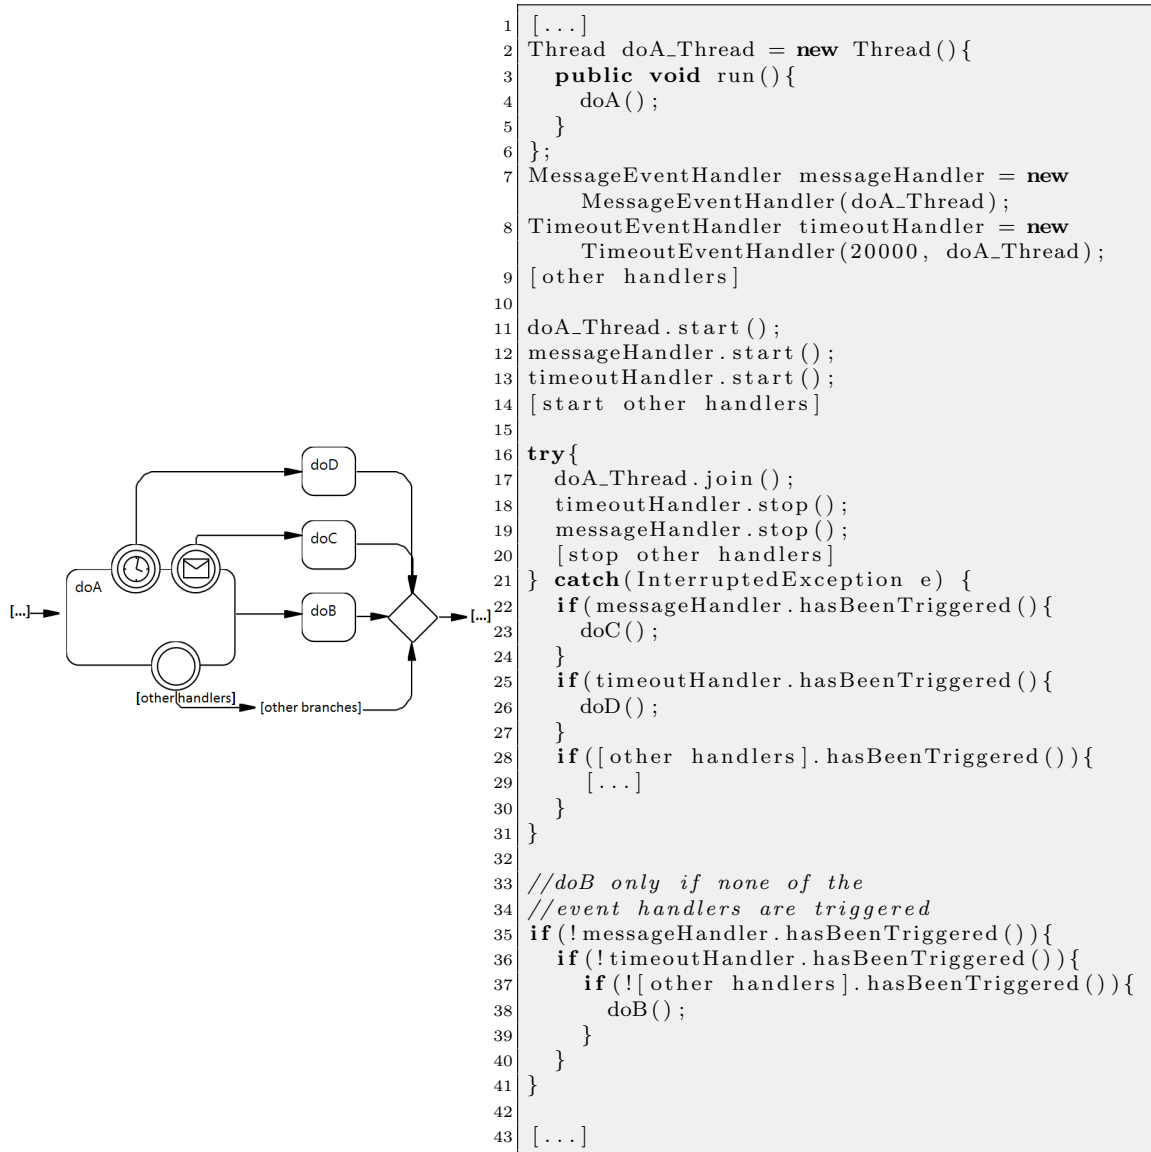 doD
doC
doA
[...]
doB
[...]
[other handlers]
[other branches]
1 [...]
2 Thread doA_Thread = new Thread(){
3 public void run(){
4 doA();
5 }
6 };
7 MessageEventHandler messageHandler = new
MessageEventHandler(doA_Thread);
8 TimeoutEventHandler timeoutHandler = new
TimeoutEventHandler(20000, doA_Thread);
9 [other handlers]
10
11 doA_Thread.start();
12 messageHandler.start();
13 timeoutHandler.start();
14 [start other handlers]
15
16 try{
17 doA_Thread.join();
18 timeoutHandler.stop();
19 messageHandler.stop();
20 [stop other handlers]
21 } catch(InterruptedException e) {
22 if(messageHandler.hasBeenTriggered(){
23 doC();
24 }
25 if(timeoutHandler.hasBeenTriggered(){
26 doD();
27 }
28 if([other handlers].hasBeenTriggered()){
29 [...]
30 }
31 }
32
33 //doB only if none of the
34 //event handlers are triggered
35 if(!messageHandler.hasBeenTriggered()){
36 if(!timeoutHandler.hasBeenTriggered()){
37 if(![other handlers].hasBeenTriggered()){
38 doB();
39 }
40 }
41 }
42
43 [...]